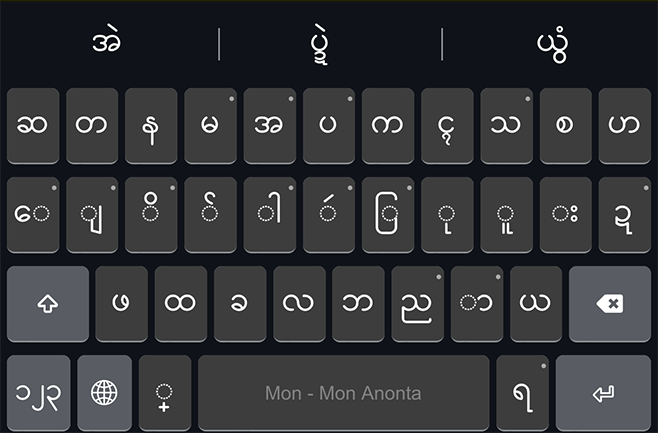 အဲ ပ္ဍဲ ယွံ
ဆ တ န မ အ ပ က ၚ သ စ ဟ
ေ ျ ိ ် ါ ် ြ ု ူ း ဍ
ဖ ထ ခ လ ဘ ည ာ ယ
၁၂၃ ္ Mon - Mon Anonta ရ